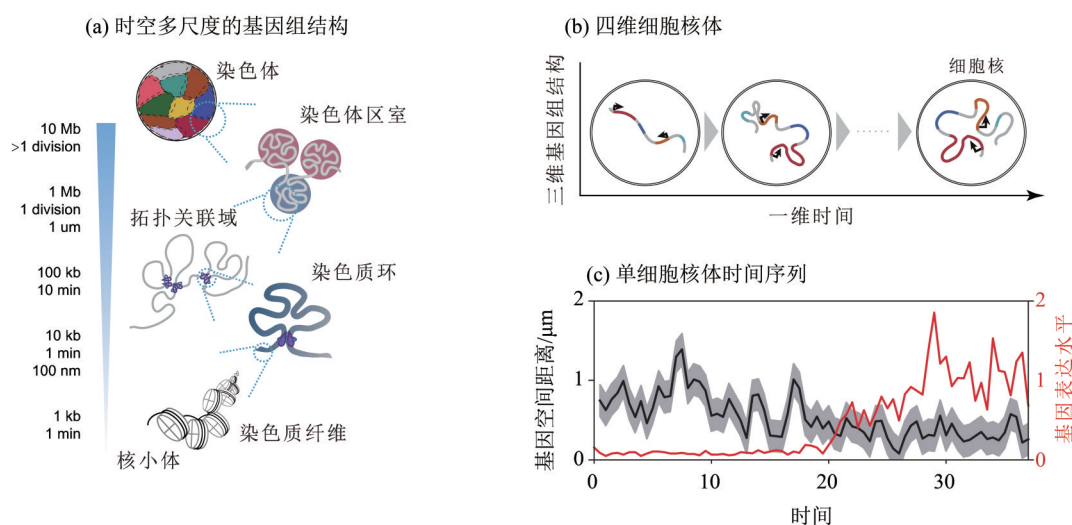 (a) 时空多尺度的基因组结构
染色体
染色体区室
10 Mb
>1 division
1 Mb
1 division
1 um
拓扑关联域
染色质环
100 kb
10 min
10 kb
1 min
100 nm
1 kb
1 min
染色质纤维
核小体
(b) 四维细胞核体
细胞核
三维基因组结构
一维时间
(c) 单细胞核体时间序列
基因空间距离/μm
2
1
0
0
10
20
30
时间
2
1
0
基因表达水平